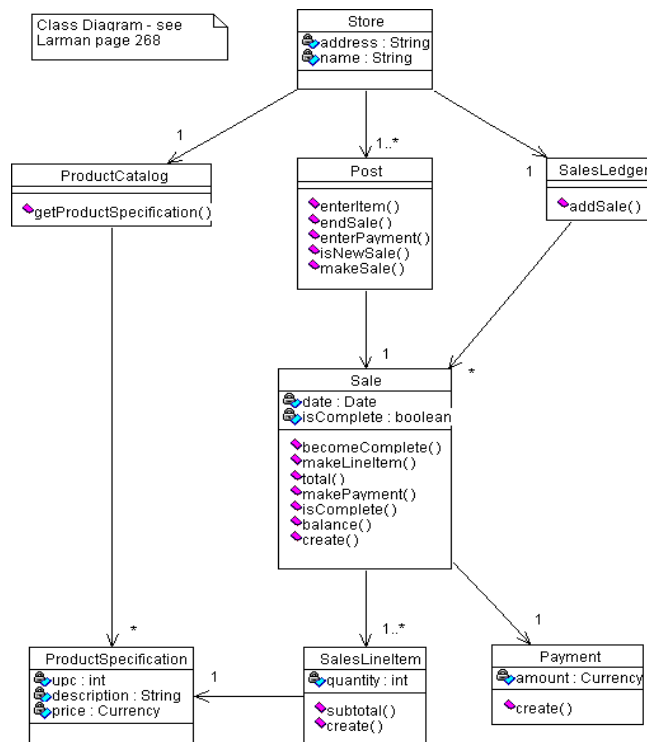 Class Diagram - see
Larman page 268
Store
address : String
name : String
1
1..*
1
ProductCatalog
getProductSpecification()
Post
enterItem()
endSale()
enterPayment()
isNewSale()
makeSale()
SalesLedger
addSale()
1
*
Sale
date : Date
isComplete : boolean
becomeComplete()
makeLineItem()
total()
makePayment()
isComplete()
balance()
create()
*
1..*
1
ProductSpecification
upc : int
description : String
price : Currency
1
SalesLineItem
quantity : int
subtotal()
create()
Payment
amount : Currency
create()